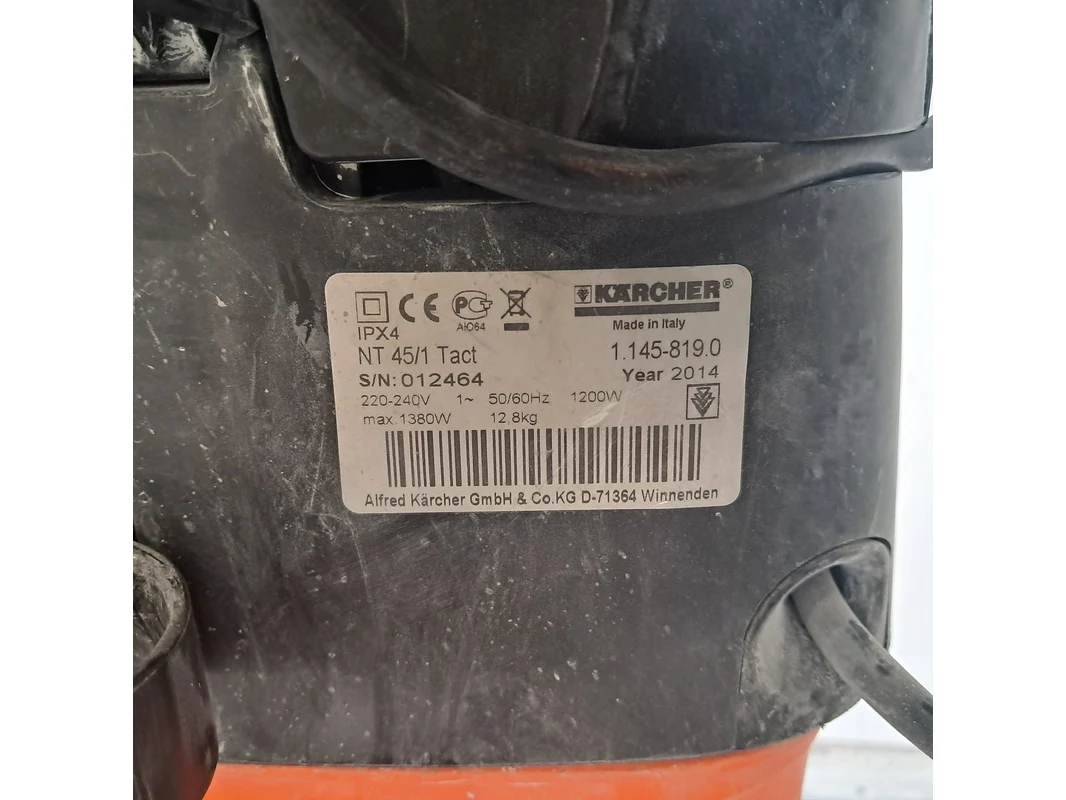 KÄRCHER®
Made in Italy
AЮ64
IPX4
NT 45/1 Tact 1.145-819.0
S/N: 012464 Year 2014
220-240V 1~ 50/60Hz 1200W
max.1380W 12,8kg
Alfred Kärcher GmbH & Co.KG D-71364 Winnenden